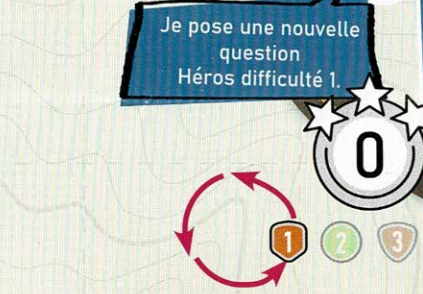 Je pose une nouvelle
question
Héros difficulté 1.
0
1 2 3